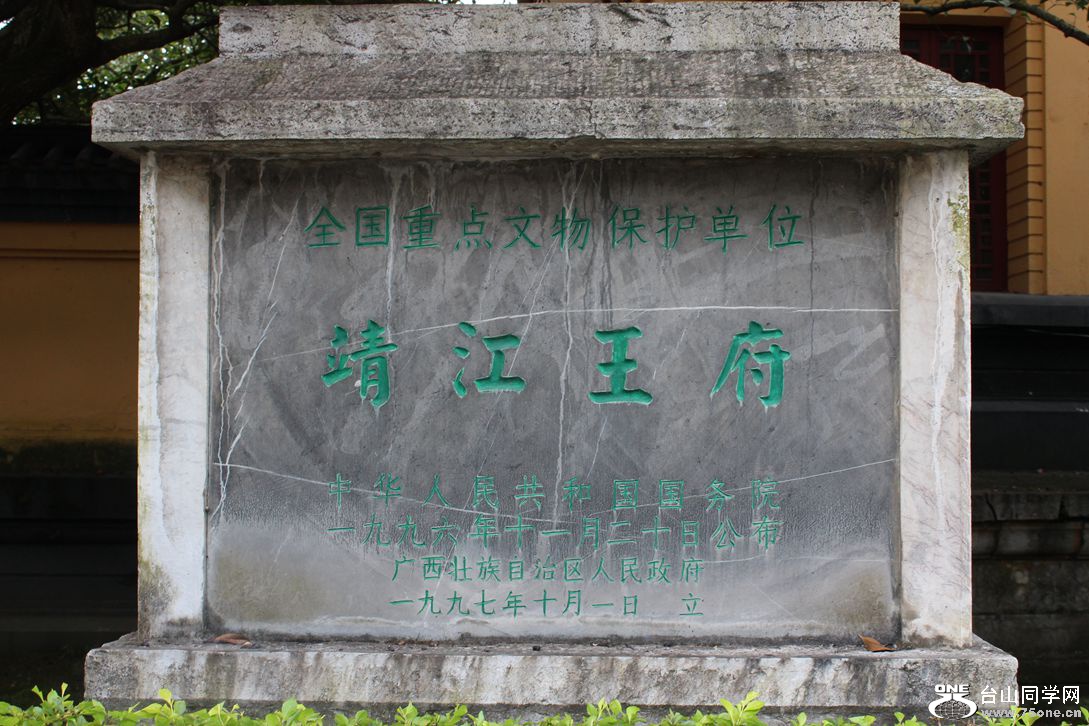 全国重点文物保护单位
靖江王府
中华人民共和国国务院
一九九六年十一月二十日公布
广西壮族自治区人民政府
一九九七年十月一日 立
ONE 台山同学网
www.75one.cn